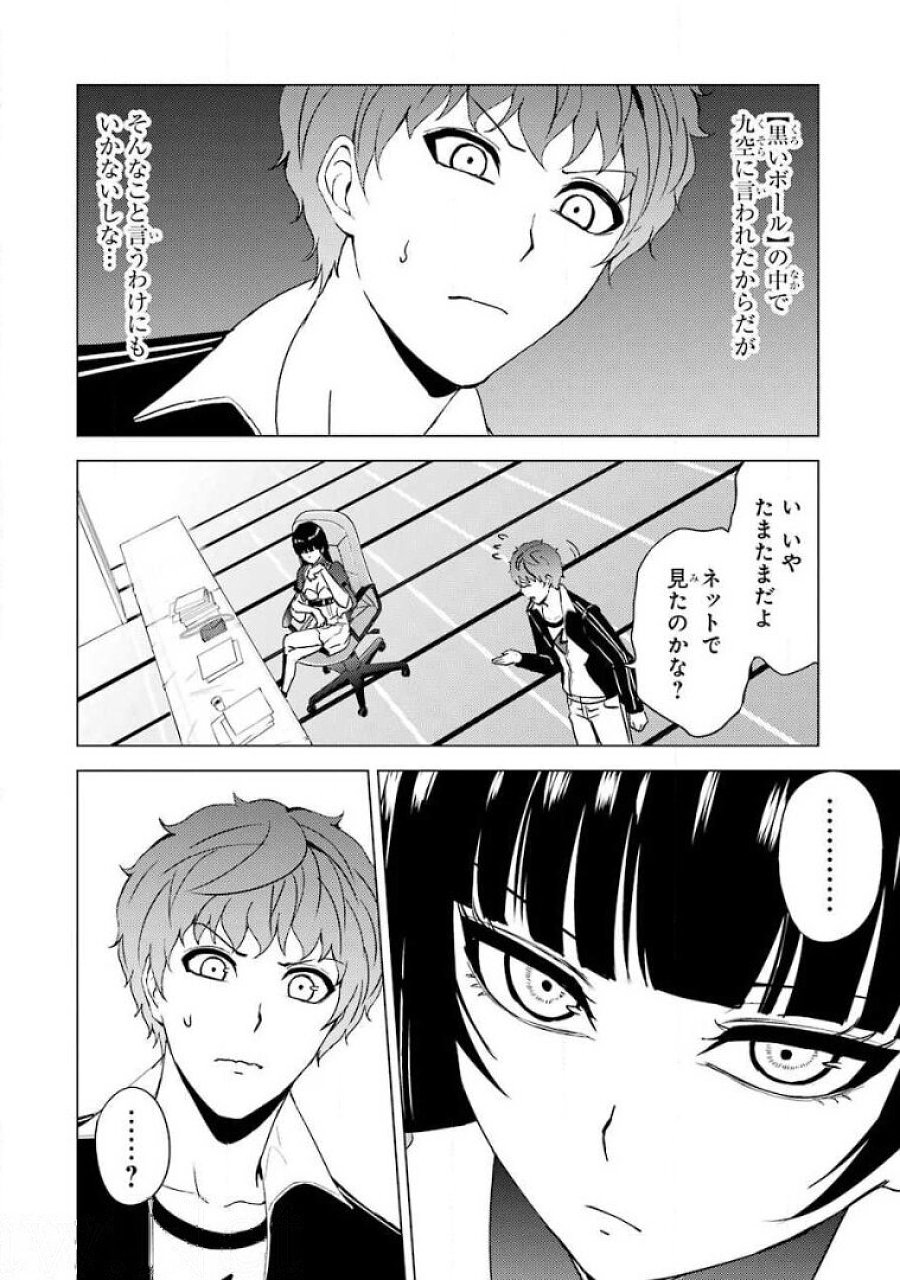 【黒いボール】の中で
九空に言われたからだが
そんなこと言うわけにも
いかないしな…
い いや
たまたまだよ
ネットで
見たのかな？
………
……？